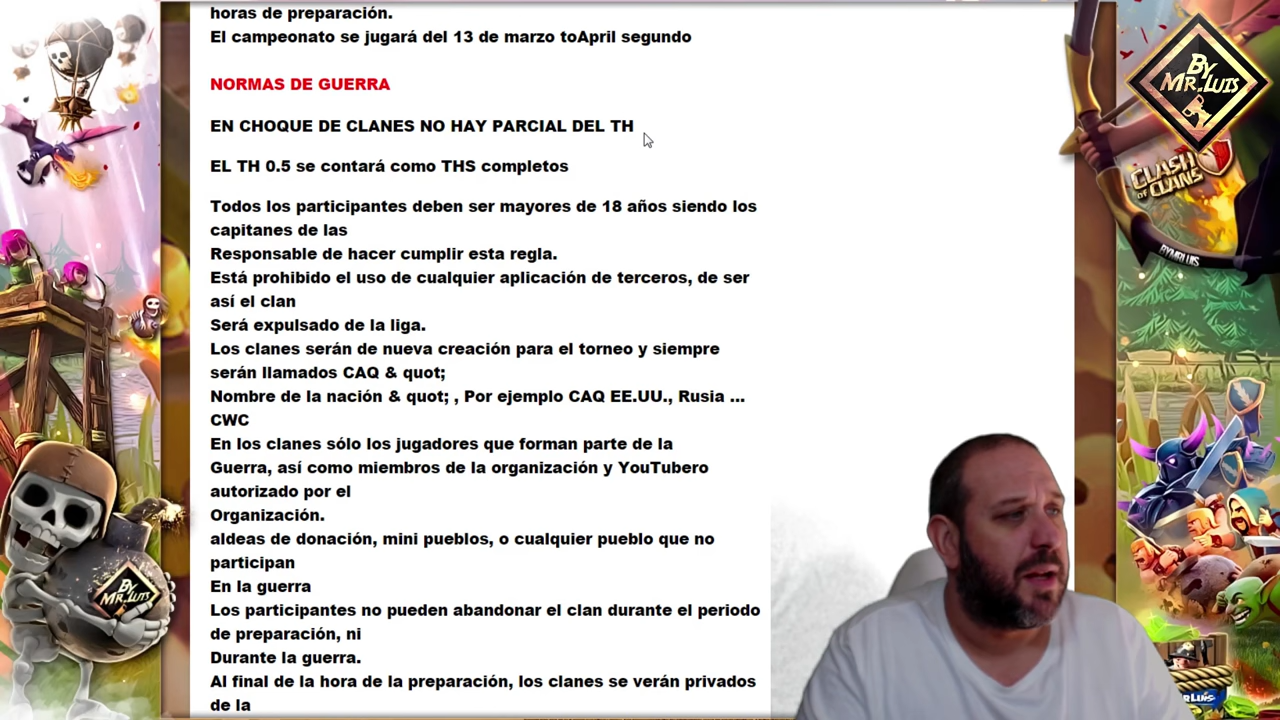 horas de preparación.
El campeonato se jugará del 13 de marzo toApril segundo
NORMAS DE GUERRA
EN CHOQUE DE CLANES NO HAY PARCIAL DEL TH
EL TH 0.5 se contará como THS completos
Todos los participantes deben ser mayores de 18 años siendo los
capitanes de las
Responsable de hacer cumplir esta regla.
Está prohibido el uso de cualquier aplicación de terceros, de ser
así el clan
Será expulsado de la liga.
Los clanes serán de nueva creación para el torneo y siempre
serán llamados CAQ & quot;
Nombre de la nación & quot; , Por ejemplo CAQ EE.UU., Rusia ...
CWC
En los clanes sólo los jugadores que forman parte de la
Guerra, así como miembros de la organización y YouTubero
autorizado por el
Organización.
aldeas de donación, mini pueblos, o cualquier pueblo que no
participan
En la guerra
Los participantes no pueden abandonar el clan durante el periodo
de preparación, ni
Durante la guerra.
Al final de la hora de la preparación, los clanes se verán privados
de la
BY
MR.LUIS
CLASH
OF CLANS
BYMRLUIS
BY
MR.LUIS